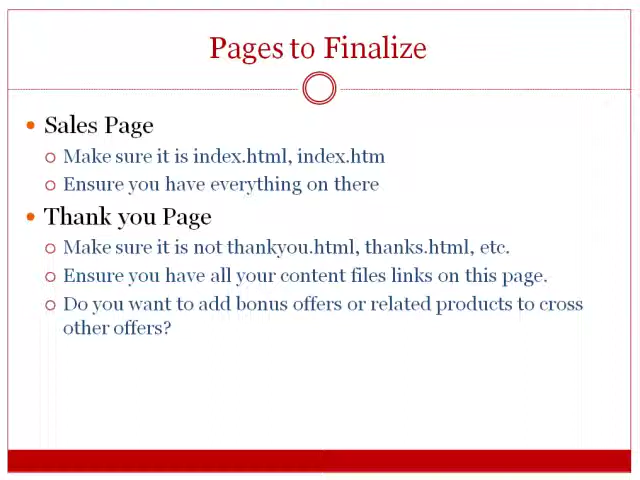 Pages to Finalize
Sales Page
Make sure it is index.html, index.htm
Ensure you have everything on there
Thank you Page
Make sure it is not thankyou.html, thanks.html, etc.
Ensure you have all your content files links on this page.
Do you want to add bonus offers or related products to cross
other offers?